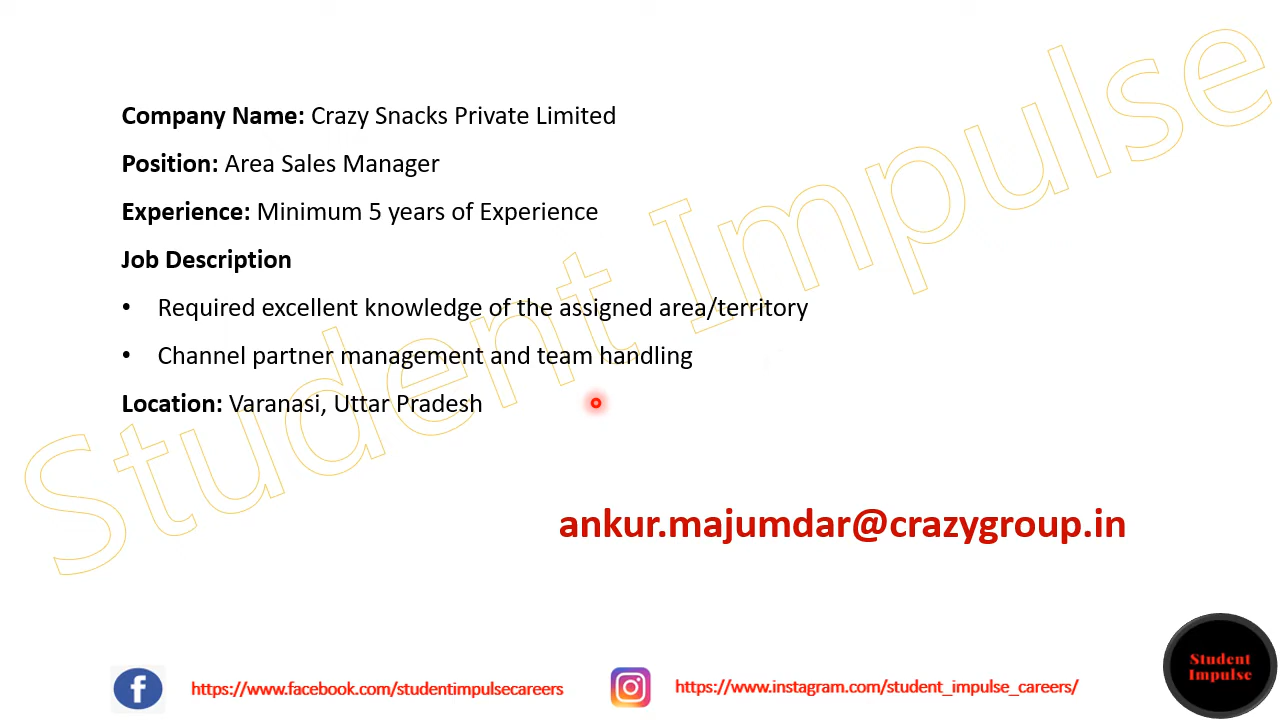 Company Name: Crazy Snacks Private Limited
Position: Area Sales Manager
Experience: Minimum 5 years of Experience
Job Description
• Required excellent knowledge of the assigned area/territory
• Channel partner management and team handling
Location: Varanasi, Uttar Pradesh
Student Impulse
ankur.majumdar@crazygroup.in
https://www.facebook.com/studentimpulsecareers
https://www.instagram.com/student_impulse_careers/
Student
Impulse